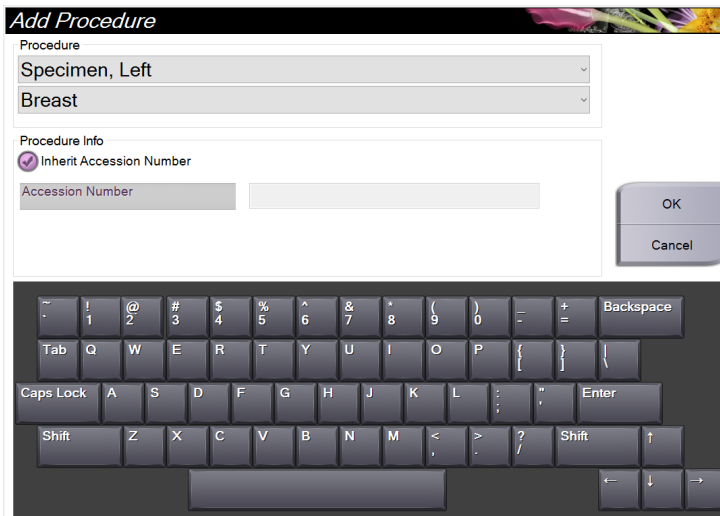 Add Procedure
Procedure
Specimen, Left
Breast
Procedure Info
Inherit Accession Number
Accession Number
OK
Cancel
~ ! @ # $ % ^ & * ( ) _ + Backspace
` 1 2 3 4 5 6 7 8 9 0 - =
Tab Q W E R T Y U I O P { } |
[ ] \
Caps Lock A S D F G H J K L : " Enter
; '
Shift Z X C V B N M < > ? Shift ↑
, . /
← ↓ →